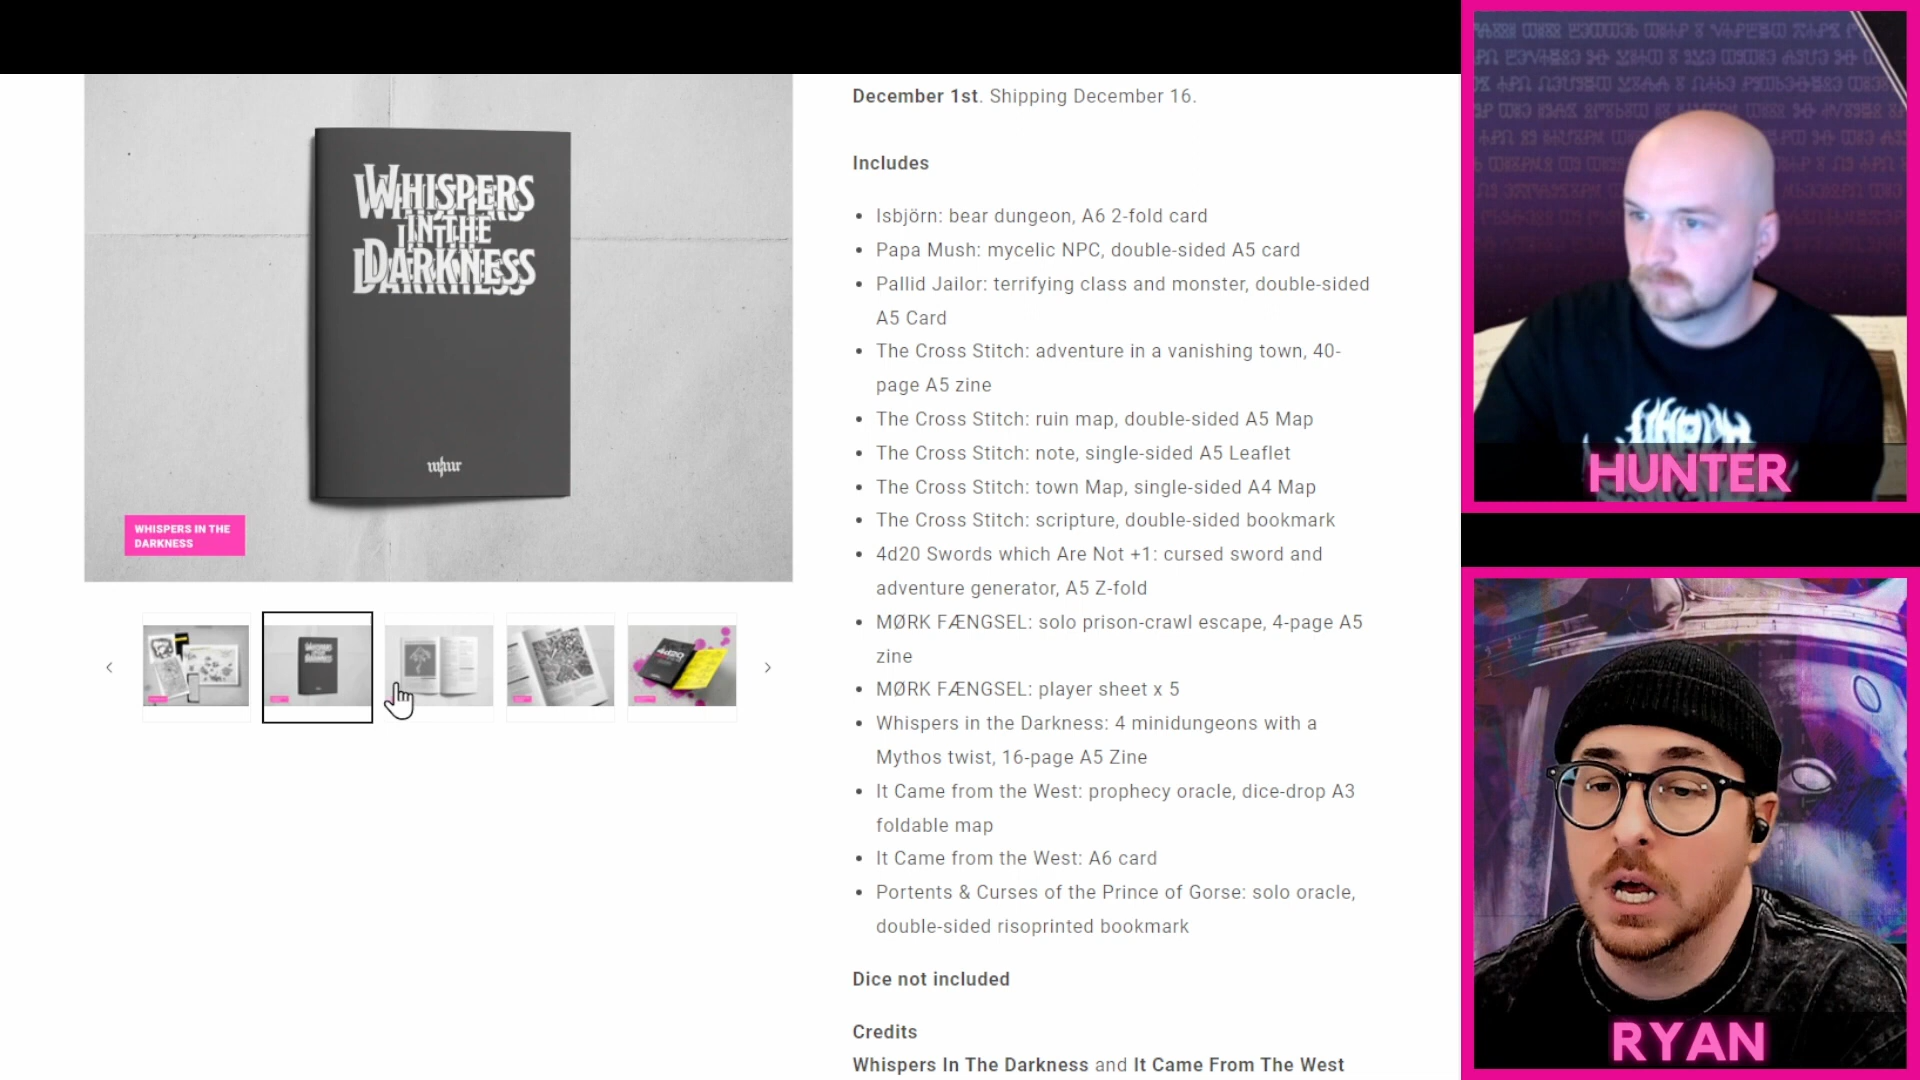 December 1st. Shipping December 16.
Includes
Isbjörn: bear dungeon, A6 2-fold card
Papa Mush: mycelic NPC, double-sided A5 card
Pallid Jailor: terrifying class and monster, double-sided
A5 Card
The Cross Stitch: adventure in a vanishing town, 40-
page A5 zine
The Cross Stitch: ruin map, double-sided A5 Map
The Cross Stitch: note, single-sided A5 Leaflet
The Cross Stitch: town Map, single-sided A4 Map
The Cross Stitch: scripture, double-sided bookmark
4d20 Swords which Are Not +1: cursed sword and
adventure generator, A5 Z-fold
MØRK FÆNGSEL: solo prison-crawl escape, 4-page A5
zine
MØRK FÆNGSEL: player sheet x 5
Whispers in the Darkness: 4 minidungeons with a
Mythos twist, 16-page A5 Zine
It Came from the West: prophecy oracle, dice-drop A3
foldable map
It Came from the West: A6 card
Portents & Curses of the Prince of Gorse: solo oracle,
double-sided risoprinted bookmark
Dice not included
Credits
Whispers In The Darkness and It Came From The West
WHISPERS
IN THE
DARKNESS
WHISPERS IN THE
DARKNESS
4d20
HUNTER
RYAN